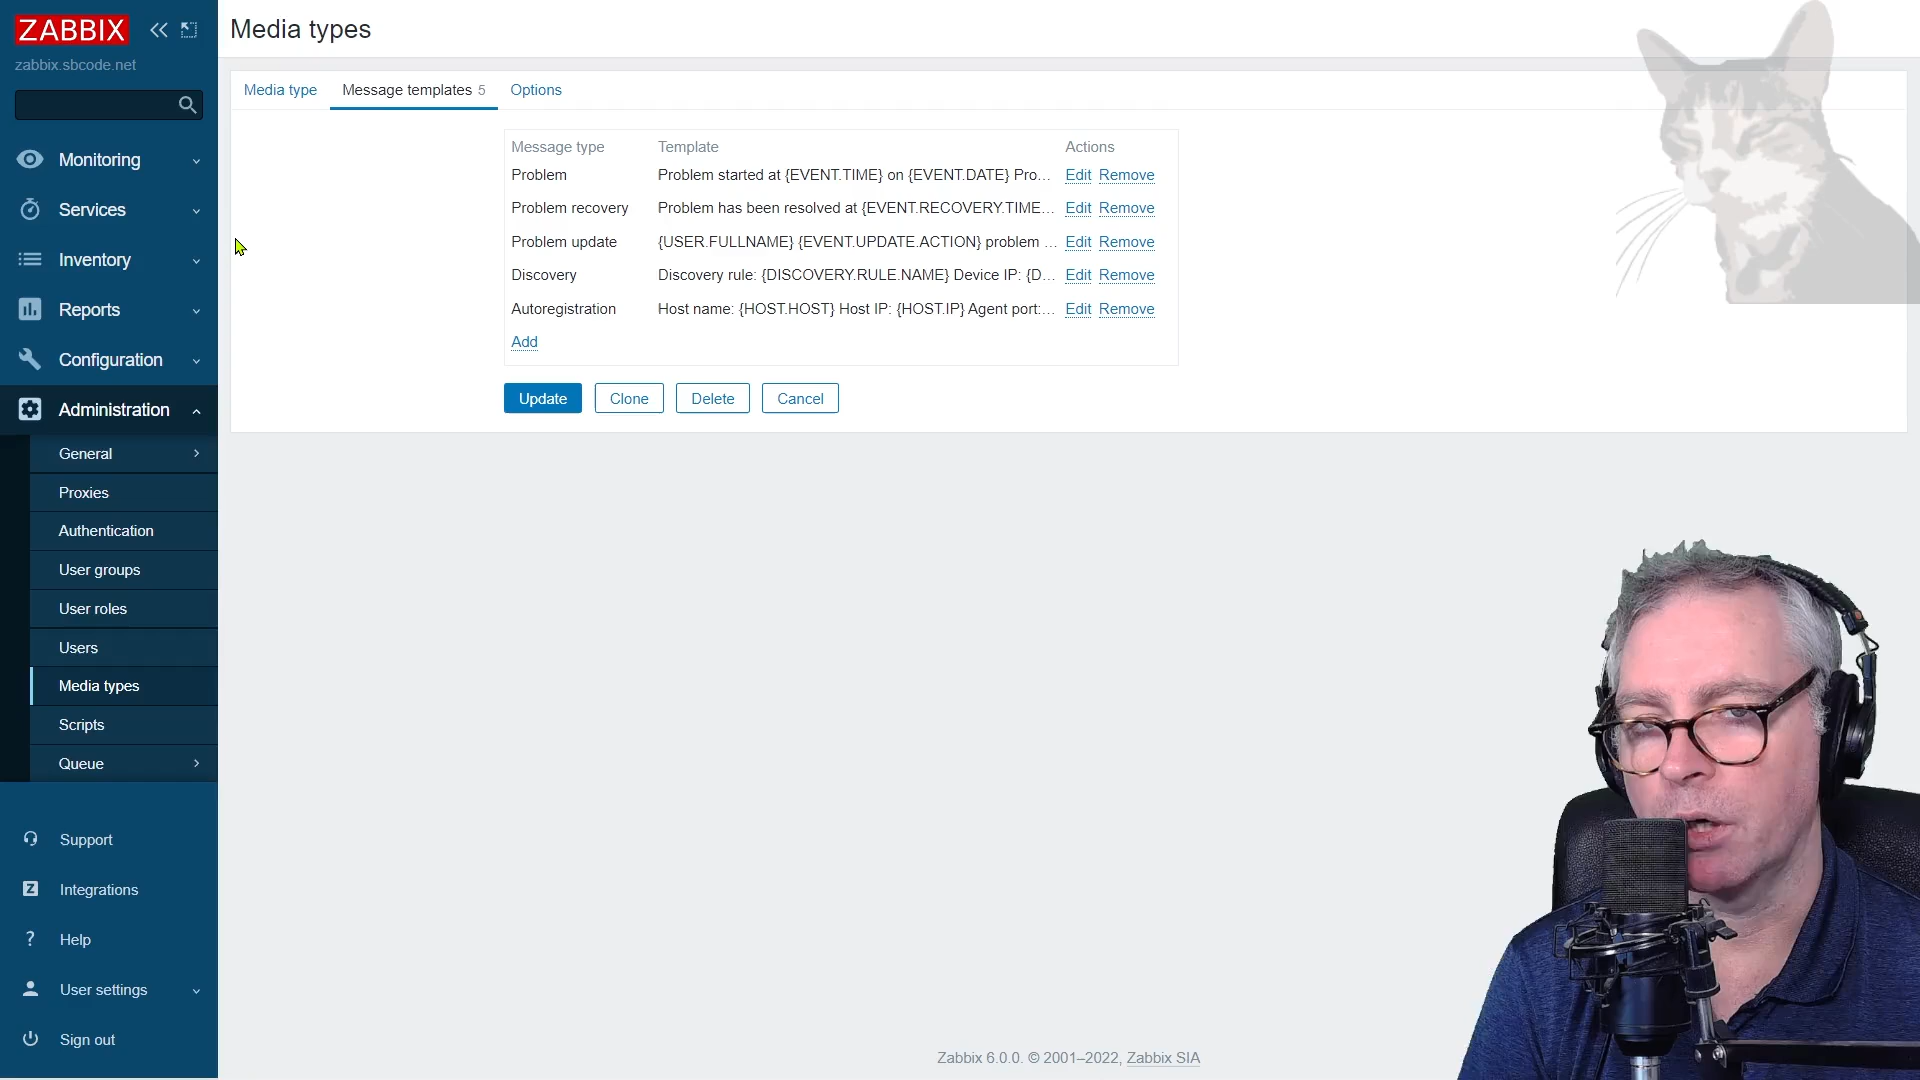 ZABBIX
zabbix.sbcode.net
Monitoring
Services
Inventory
Reports
Configuration
Administration
General
Proxies
Authentication
User groups
User roles
Users
Media types
Scripts
Queue
Support
Z Integrations
? Help
User settings
Sign out
Media types
Media type Message templates 5 Options
Message type Template Actions
Problem Problem started at {EVENT.TIME} on {EVENT.DATE} Pro... Edit Remove
Problem recovery Problem has been resolved at {EVENT.RECOVERY.TIME... Edit Remove
Problem update {USER.FULLNAME} {EVENT.UPDATE.ACTION} problem ... Edit Remove
Discovery Discovery rule: {DISCOVERY.RULE.NAME} Device IP: {D... Edit Remove
Autoregistration Host name: {HOST.HOST} Host IP: {HOST.IP} Agent port:... Edit Remove
Add
Update Clone Delete Cancel
Zabbix 6.0.0. © 2001–2022, Zabbix SIA